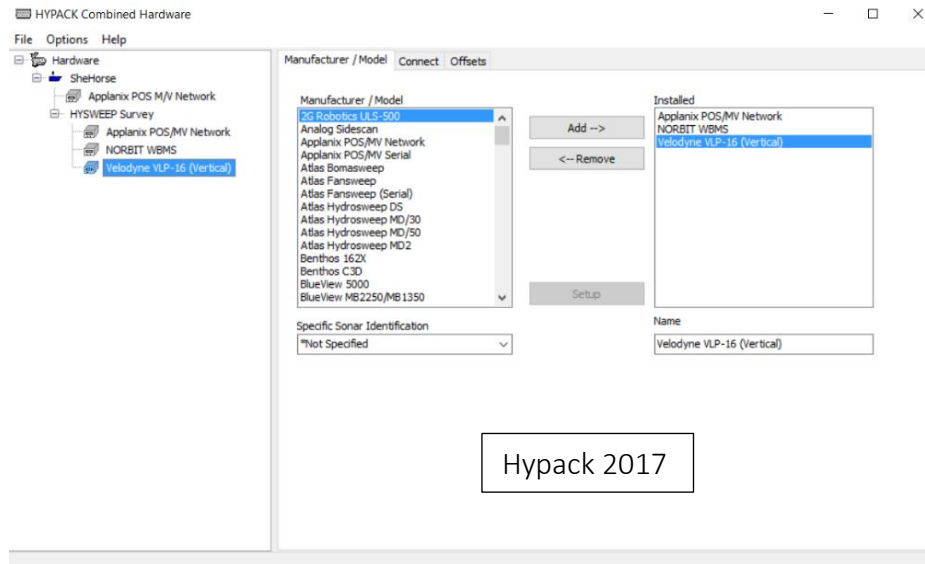 HYPACK Combined Hardware
File Options Help
Hardware
SheHorse
Applanix POS M/V Network
HYSWEEP Survey
Applanix POS/MV Network
NORBIT WBMS
Velodyne VLP-16 (Vertical)
Manufacturer / Model Connect Offsets
Manufacturer / Model
2G Robotics ULS-500
Analog Sidescan
Applanix POS/MV Network
Applanix POS/MV Serial
Atlas Bomasweep
Atlas Fansweep
Atlas Fansweep (Serial)
Atlas Hydrosweep DS
Atlas Hydrosweep MD/30
Atlas Hydrosweep MD/50
Atlas Hydrosweep MD2
Benthos 162X
Benthos C3D
BlueView 5000
BlueView MB2250/MB1350
Add -->
<-- Remove
Setup
Installed
Applanix POS/MV Network
NORBIT WBMS
Velodyne VLP-16 (Vertical)
Specific Sonar Identification
*Not Specified
Name
Velodyne VLP-16 (Vertical)
Hypack 2017